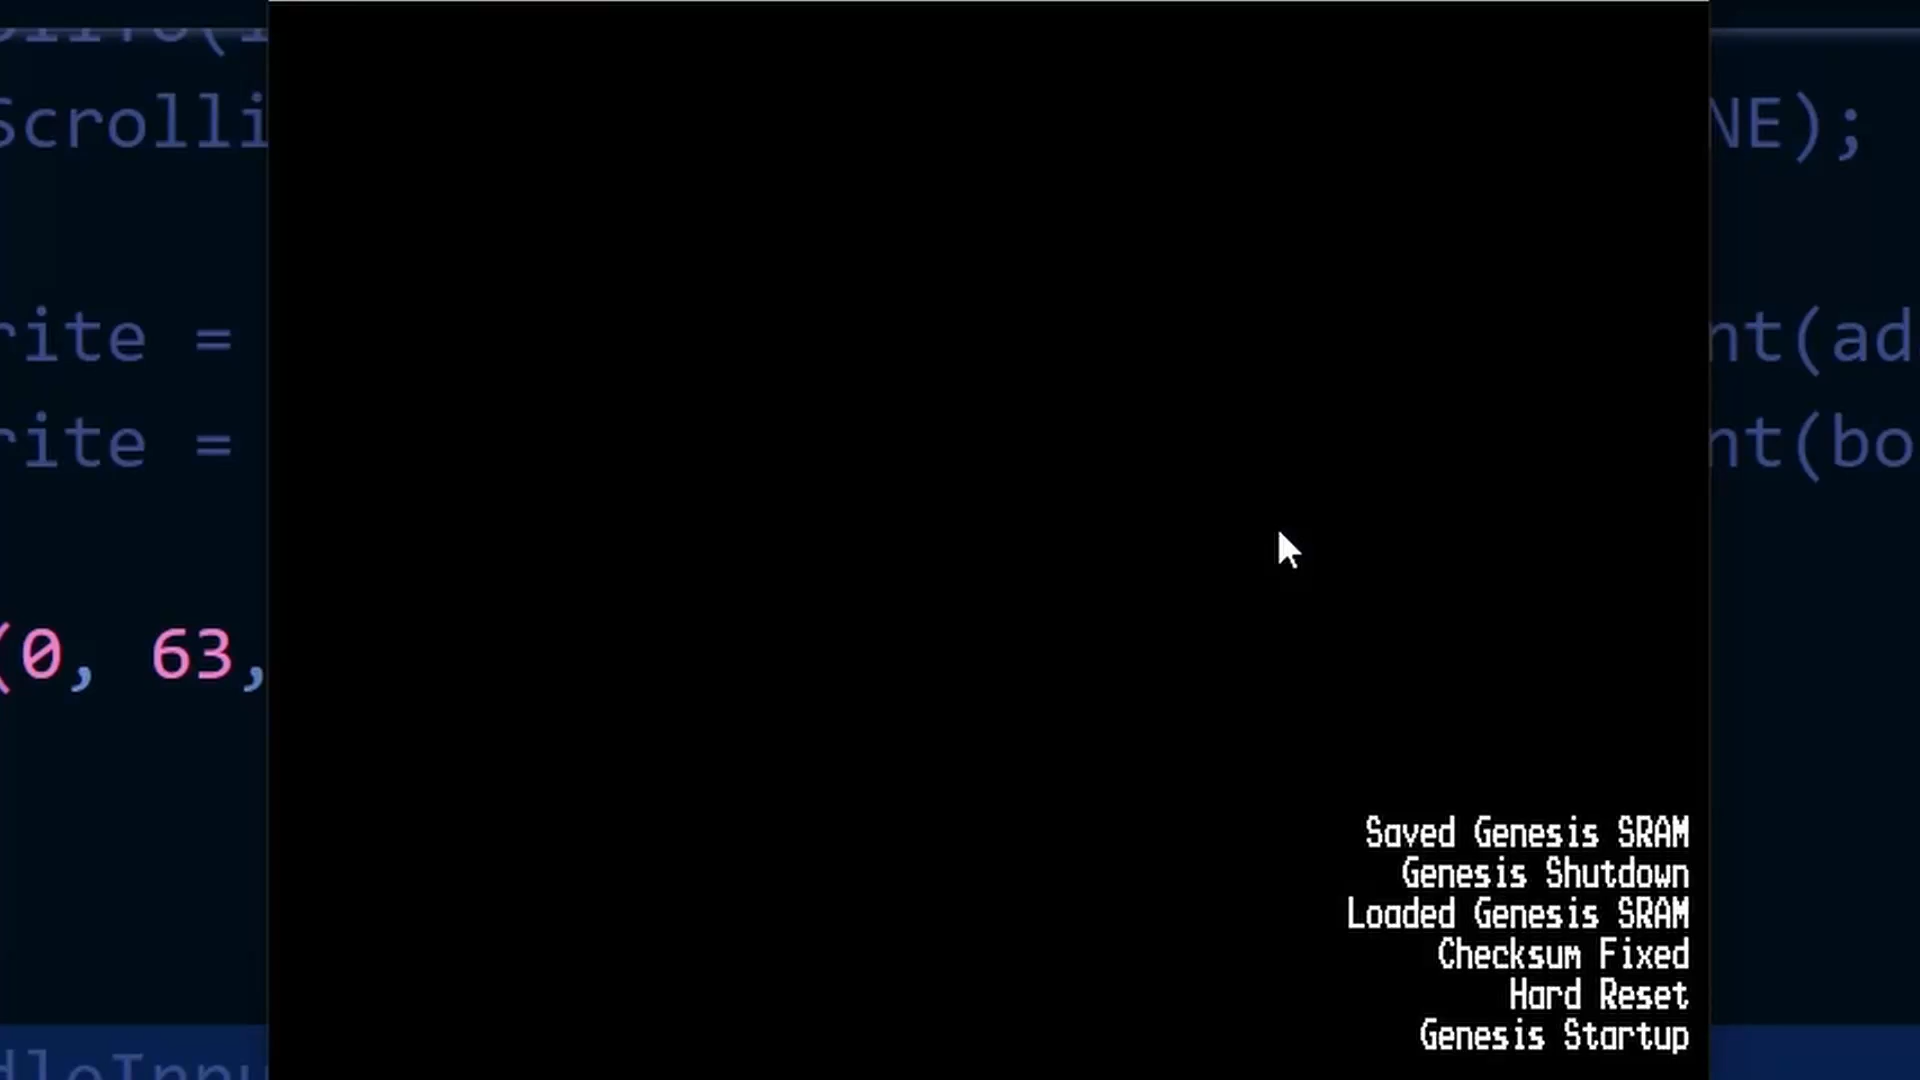 Scrolli NE);
rite = nt(ad
rite = nt(bo
(0, 63,
Saved Genesis SRAM
Genesis Shutdown
Loaded Genesis SRAM
Checksum Fixed
Hard Reset
Genesis Startup
dleInpu